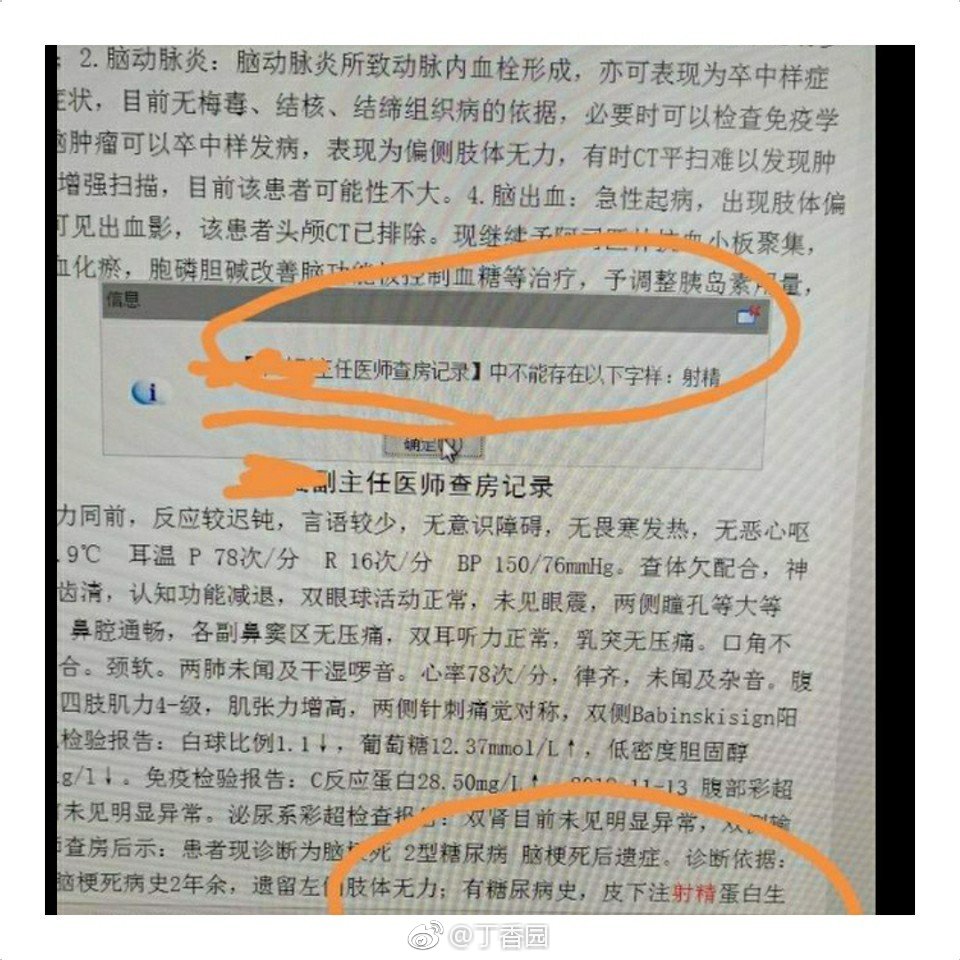 2.脑动脉炎：脑动脉炎所致动脉内血栓形成，亦可表现为卒中样症
状，目前无梅毒、结核、结缔组织病的依据，必要时可以检查免疫学
脑肿瘤可以卒中样发病，表现为偏侧肢体无力，有时CT平扫难以发现肿
增强扫描，目前该患者可能性不大。4.脑出血：急性起病，出现肢体偏
可见出血影，该患者头颅CT已排除。现继续予阿司匹林抗血小板聚集，
血化瘀，胞磷胆碱改善脑功能及控制血糖等治疗，予调整胰岛素用量，
信息
主任医师查房记录】中不能存在以下字样：射精
确定
副主任医师查房记录
力同前，反应较迟钝，言语较少，无意识障碍，无畏寒发热，无恶心呕
.9℃ 耳温 P 78次/分 R 16次/分 BP 150/76mmHg。查体欠配合，神
齿清，认知功能减退，双眼球活动正常，未见眼震，两侧瞳孔等大等
鼻腔通畅，各副鼻窦区无压痛，双耳听力正常，乳突无压痛。口角不
合。颈软。两肺未闻及干湿啰音。心率78次/分，律齐，未闻及杂音。腹
四肢肌力4-级，肌张力增高，两侧针刺痛觉对称，双侧Babinskisign阳
检验报告：白球比例1.1↓，葡萄糖12.37mmol/L↑，低密度胆固醇
g/l↓。免疫检验报告：C反应蛋白28.50mg/L↑ 11-13 腹部彩超
未见明显异常。泌尿系彩超检查报告：双肾目前未见明显异常，双侧输
师查房后示：患者现诊断为脑梗死 2型糖尿病 脑梗死后遗症。诊断依据：
脑梗死病史2年余，遗留左侧肢体无力；有糖尿病史，皮下注射精蛋白生
@丁香园